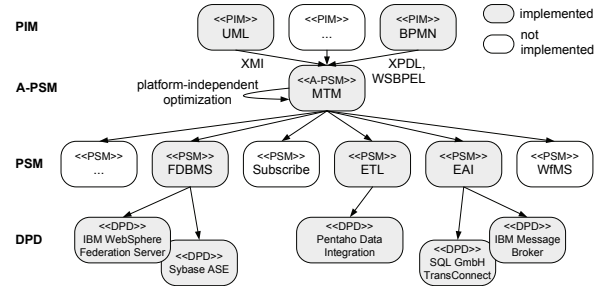 PIM
<<PIM>>
UML
<<PIM>>
...
<<PIM>>
BPMN
implemented
not
implemented
XMI
XPDL,
WSBPEL
A-PSM
platform-independent
optimization
<<A-PSM>>
MTM
PSM
<<PSM>>
...
<<PSM>>
FDBMS
<<PSM>>
Subscribe
<<PSM>>
ETL
<<PSM>>
EAI
<<PSM>>
WfMS
DPD
<<DPD>>
IBM WebSphere
Federation Server
<<DPD>>
Sybase ASE
<<DPD>>
Pentaho Data
Integration
<<DPD>>
SQL GmbH
TransConnect
<<DPD>>
IBM Message
Broker